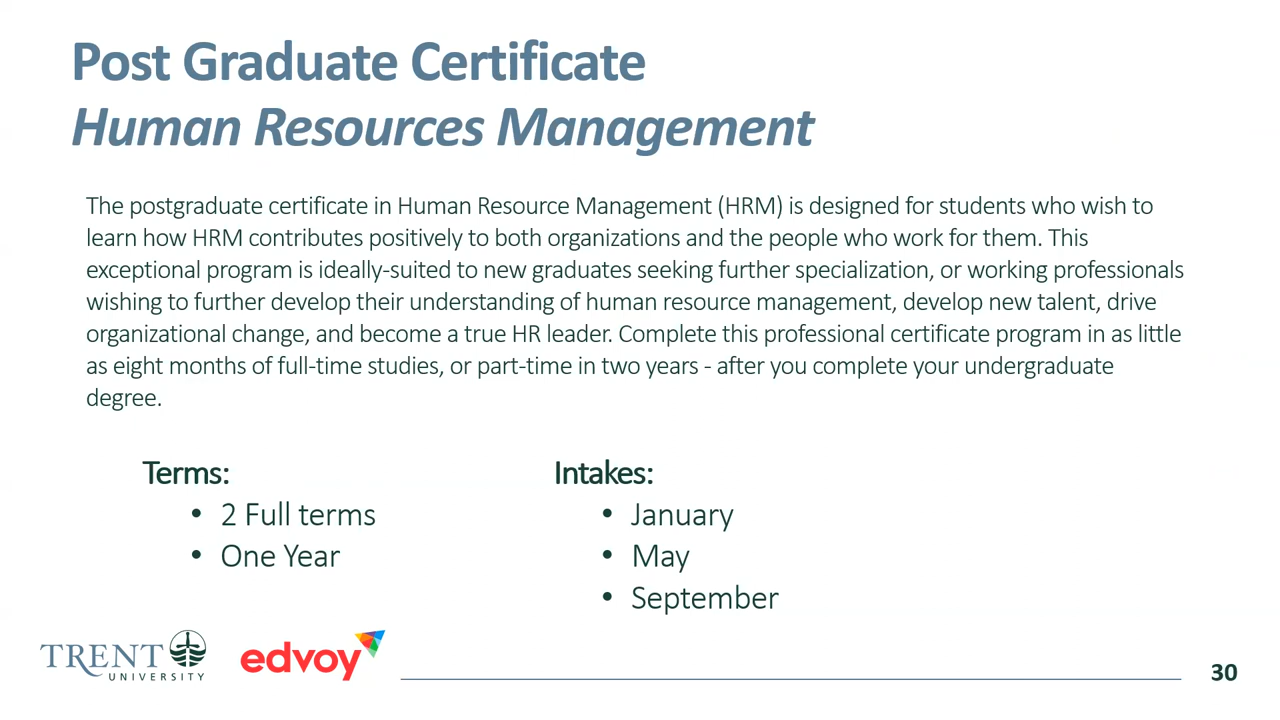 Post Graduate Certificate
Human Resources Management
The postgraduate certificate in Human Resource Management (HRM) is designed for students who wish to
learn how HRM contributes positively to both organizations and the people who work for them. This
exceptional program is ideally-suited to new graduates seeking further specialization, or working professionals
wishing to further develop their understanding of human resource management, develop new talent, drive
organizational change, and become a true HR leader. Complete this professional certificate program in as little
as eight months of full-time studies, or part-time in two years - after you complete your undergraduate
degree.
Terms:
• 2 Full terms
• One Year
Intakes:
• January
• May
• September
TRENT
UNIVERSITY
edvoy
30